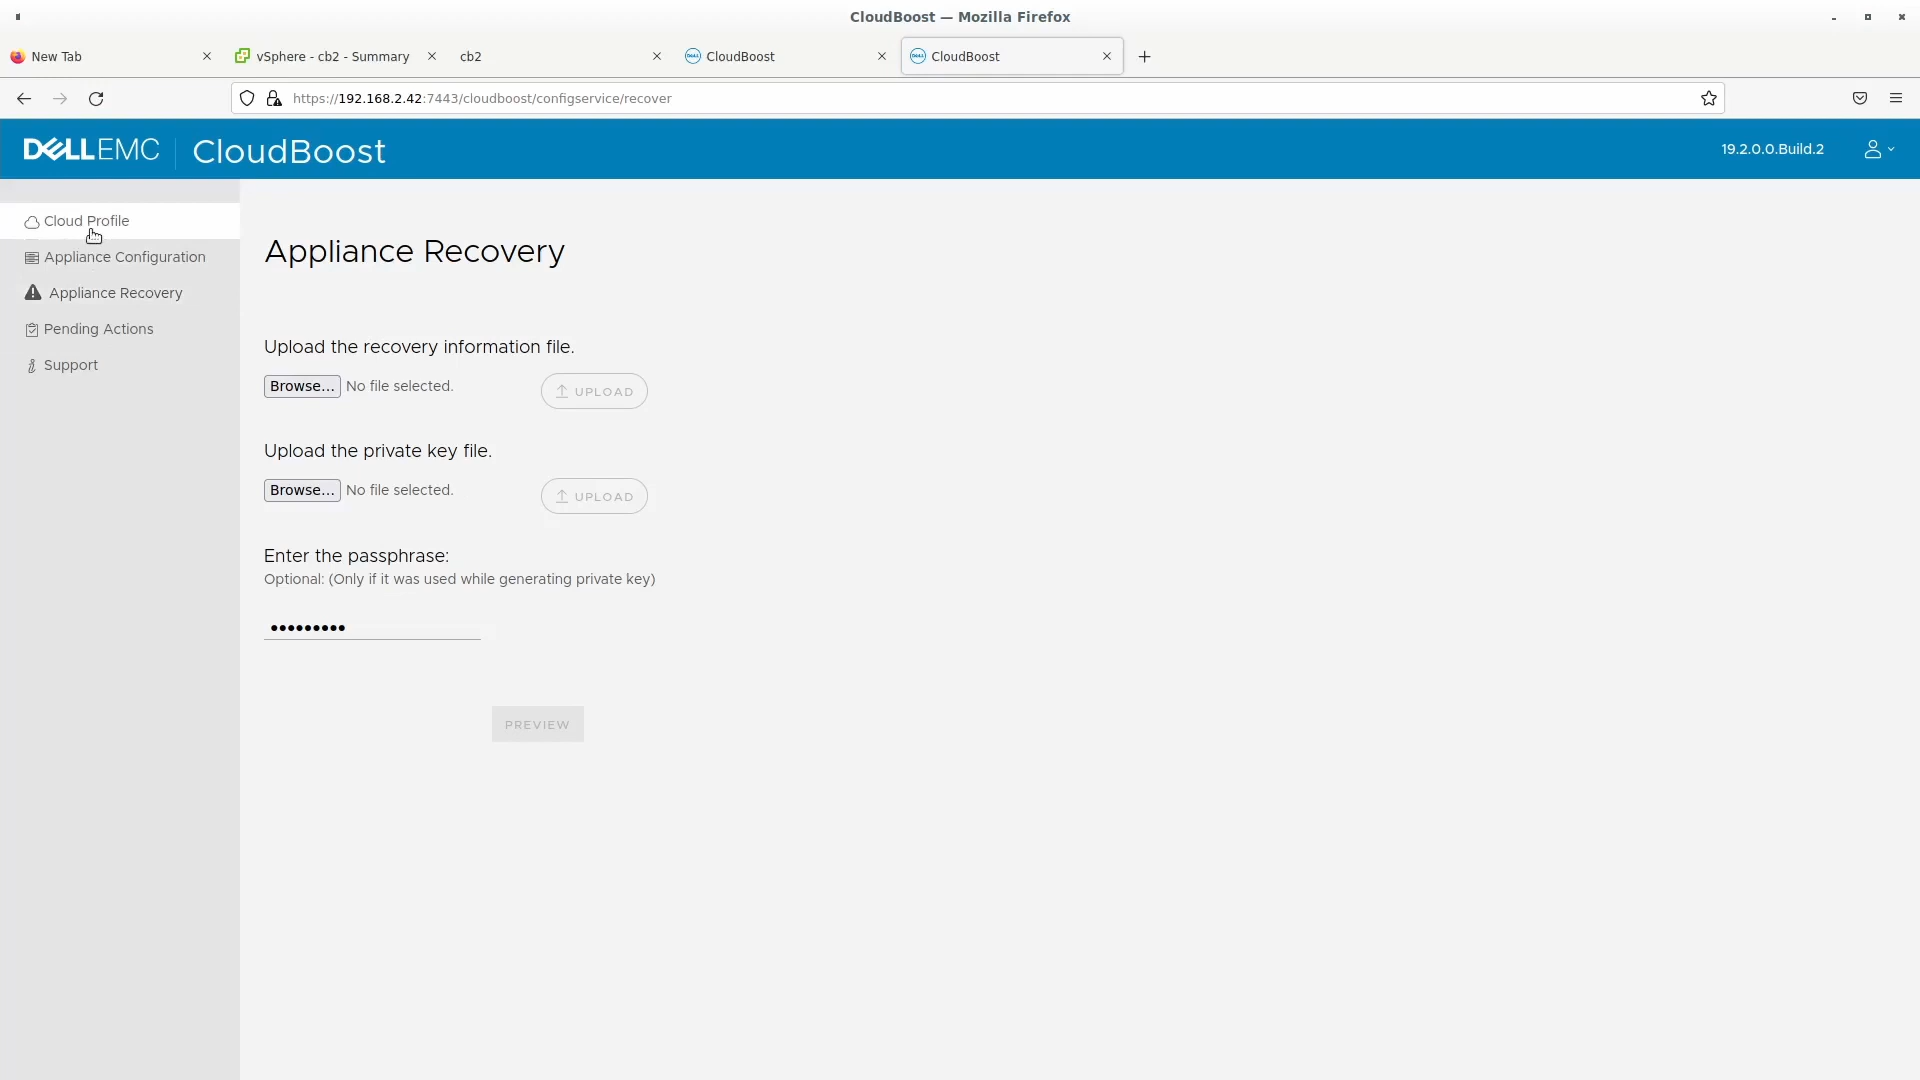 CloudBoost — Mozilla Firefox
New Tab
vSphere - cb2 - Summary
cb2
CloudBoost
CloudBoost
https://192.168.2.42:7443/cloudboost/configservice/recover
DELLEMC
CloudBoost
19.2.0.0.Build.2
Cloud Profile
Appliance Configuration
Appliance Recovery
Pending Actions
Support
Appliance Recovery
Upload the recovery information file.
Browse... No file selected.
UPLOAD
Upload the private key file.
Browse... No file selected.
UPLOAD
Enter the passphrase:
Optional: (Only if it was used while generating private key)
•••••••••
PREVIEW